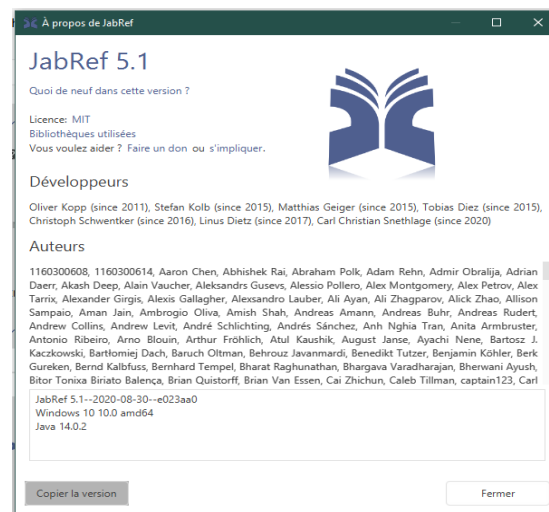 À propos de JabRef
JabRef 5.1
Quoi de neuf dans cette version ?
Licence: MIT
Bibliothèques utilisées
Vous voulez aider ? Faire un don ou s'impliquer.
Développeurs
Oliver Kopp (since 2011), Stefan Kolb (since 2015), Matthias Geiger (since 2015), Tobias Diez (since 2015),
Christoph Schwentker (since 2016), Linus Dietz (since 2017), Carl Christian Snethlage (since 2020)
Auteurs
1160300608, 1160300614, Aaron Chen, Abhishek Rai, Abraham Polk, Adam Rehn, Admir Obralija, Adrian
Daerr, Akash Deep, Alain Vaucher, Aleksandrs Gusevs, Alessio Pollero, Alex Montgomery, Alex Petrov, Alex
Tarrix, Alexander Girgis, Alexis Gallagher, Alexsandro Lauber, Ali Ayan, Ali Zhagparov, Alick Zhao, Allison
Sampaio, Aman Jain, Ambrogio Oliva, Amish Shah, Andreas Amann, Andreas Buhr, Andreas Rudert,
Andrew Collins, Andrew Levit, André Schlichting, Andrés Sánchez, Anh Nghia Tran, Anita Armbruster,
Antonio Ribeiro, Arno Blouin, Arthur Fröhlich, Atul Kaushik, August Janse, Ayachi Nene, Bartosz J.
Kaczkowski, Bartłomiej Dach, Baruch Oltman, Behrouz Javanmardi, Benedikt Tutzer, Benjamin Köhler, Berk
Gureken, Bernd Kalbfuss, Bernhard Tempel, Bharat Raghunathan, Bhargava Varadharajan, Bherwani Ayush,
Bitor Tonixa Biriato Balença, Brian Quistorff, Brian Van Essen, Cai Zhichun, Caleb Tillman, captain123, Carl
JabRef 5.1--2020-08-30--e023aa0
Windows 10 10.0 amd64
Java 14.0.2
Copier la version
Fermer